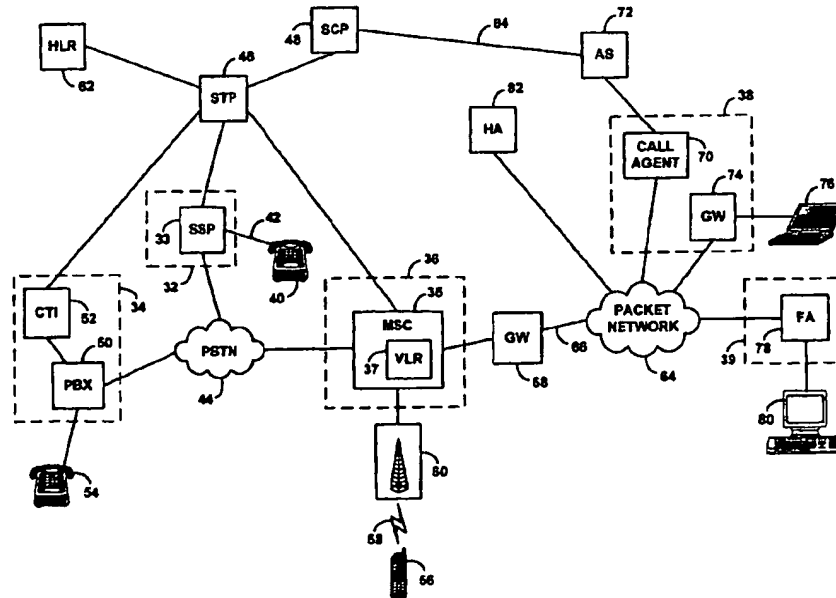 HLR
62
SCP
48
46
STP
84
72
AS
82
HA
38
CALL
AGENT
70
74
GW
76
33
SSP
42
32
40
36
35
MSC
37
VLR
34
CTI
52
50
PBX
PSTN
44
GW
68
66
PACKET
NETWORK
64
FA
78
39
80
54
60
58
56